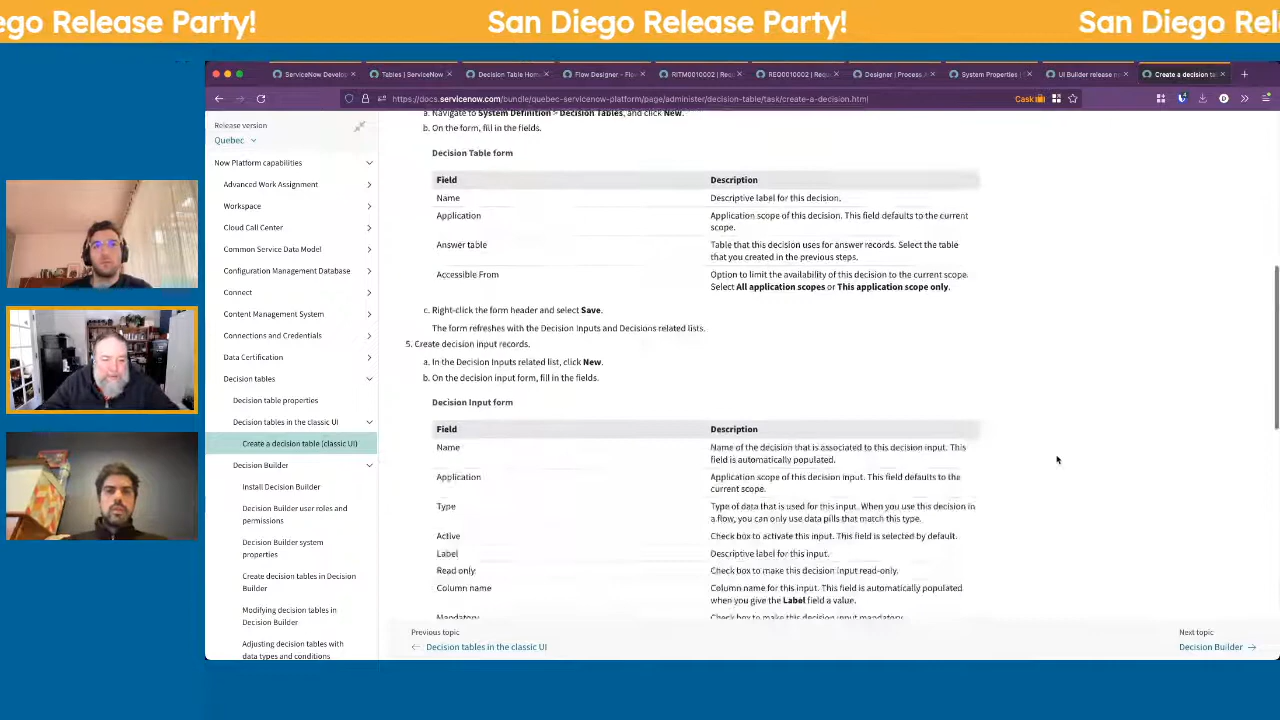 ego Release Party!
San Diego Release Party!
San Diego Rel
ServiceNow Develo
Tables | ServiceNow
Decision Table Hom
Flow Designer - Flo
RITM0010002 | Req
REQ0010002 | Requ
Designer | Process A
System Properties |
UI Builder release n
Create a decision ta
https://docs.servicenow.com/bundle/quebec-servicenow-platform/page/administer/decision-table/task/create-a-decision.html
Cask
Release version
Quebec
Now Platform capabilities
Advanced Work Assignment
Workspace
Cloud Call Center
Common Service Data Model
Configuration Management Database
Connect
Content Management System
Connections and Credentials
Data Certification
Decision tables
Decision table properties
Decision tables in the classic UI
Create a decision table (classic UI)
Decision Builder
Install Decision Builder
Decision Builder user roles and
permissions
Decision Builder system
properties
Create decision tables in Decision
Builder
Modifying decision tables in
Decision Builder
Adjusting decision tables with
data types and conditions
a. Navigate to System Definition > Decision Tables, and click New.
b. On the form, fill in the fields.
Decision Table form
Field Description
Name Descriptive label for this decision.
Application Application scope of this decision. This field defaults to the current
scope.
Answer table Table that this decision uses for answer records. Select the table
that you created in the previous steps.
Accessible From Option to limit the availability of this decision to the current scope.
Select All application scopes or This application scope only.
c. Right-click the form header and select Save.
The form refreshes with the Decision Inputs and Decisions related lists.
5. Create decision input records.
a. In the Decision Inputs related list, click New.
b. On the decision input form, fill in the fields.
Decision Input form
Field Description
Name Name of the decision that is associated to this decision input. This
field is automatically populated.
Application Application scope of this decision input. This field defaults to the
current scope.
Type Type of data that is used for this input. When you use this decision in
a flow, you can only use data pills that match this type.
Active Check box to activate this input. This field is selected by default.
Label Descriptive label for this input.
Read only Check box to make this decision input read-only.
Column name Column name for this input. This field is automatically populated
when you give the Label field a value.
Mandatory Check box to make this decision input mandatory.
Previous topic
Decision tables in the classic UI
Next topic
Decision Builder